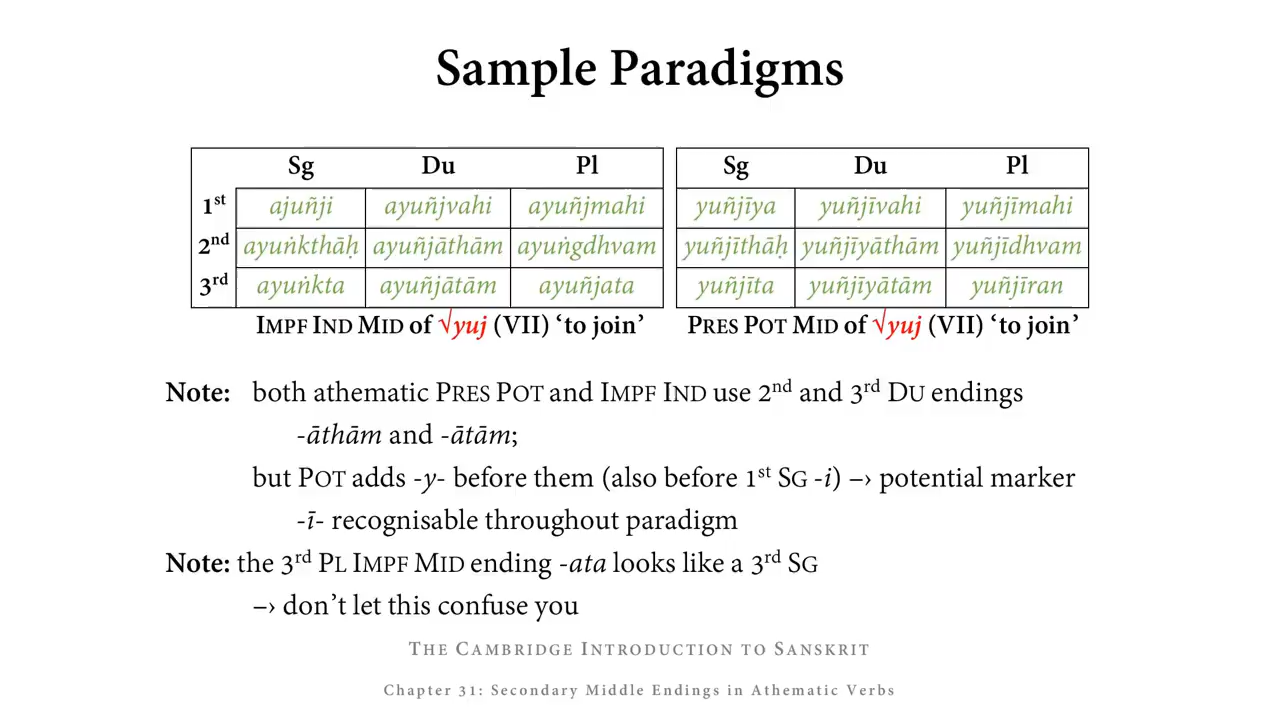 Sample Paradigms
Sg Du Pl
1st ajuñji ayuñjvahi ayuñjmahi
2nd ayuṅkthāḥ ayuñjāthām ayuṅgdhvam
3rd ayuṅkta ayuñjātām ayuñjata
IMPF IND MID of √yuj (VII) ‘to join’
Sg Du Pl
yuñjīya yuñjīvahi yuñjīmahi
yuñjīthāḥ yuñjīyāthām yuñjīdhvam
yuñjīta yuñjīyātām yuñjīran
PRES POT MID of √yuj (VII) ‘to join’
Note: both athematic PRES POT and IMPF IND use 2nd and 3rd DU endings
-āthām and -ātām;
but POT adds -y- before them (also before 1st SG -i) –› potential marker
-ī- recognisable throughout paradigm
Note: the 3rd PL IMPF MID ending -ata looks like a 3rd SG
–› don’t let this confuse you
THE CAMBRIDGE INTRODUCTION TO SANSKRIT
Chapter 31: Secondary Middle Endings in Athematic Verbs